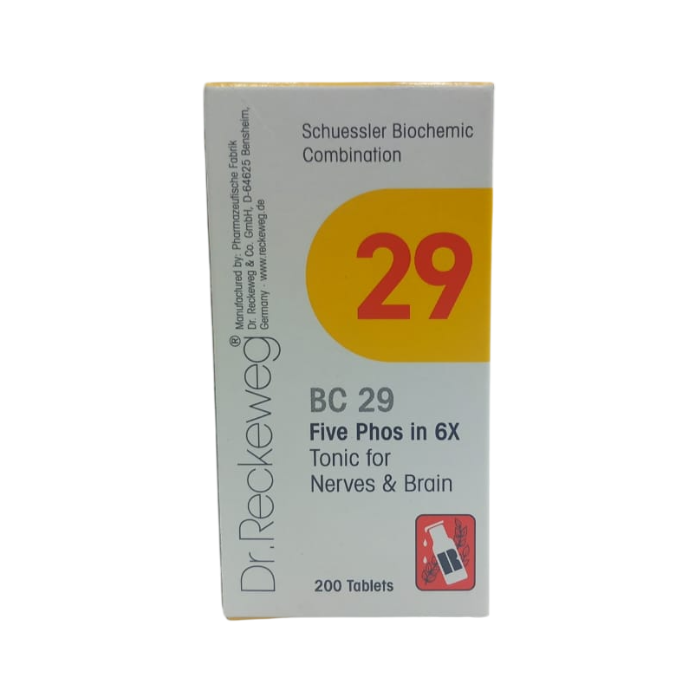 Schuessler Biochemic
Combination
29
BC 29
Five Phos in 6X
Tonic for
Nerves & Brain
200 Tablets
Dr.Reckeweg®
Manufactured by: Pharmazeutische Fabrik
Dr. Reckeweg & Co. GmbH, D-64625 Bensheim,
Germany · www.reckeweg.de
R